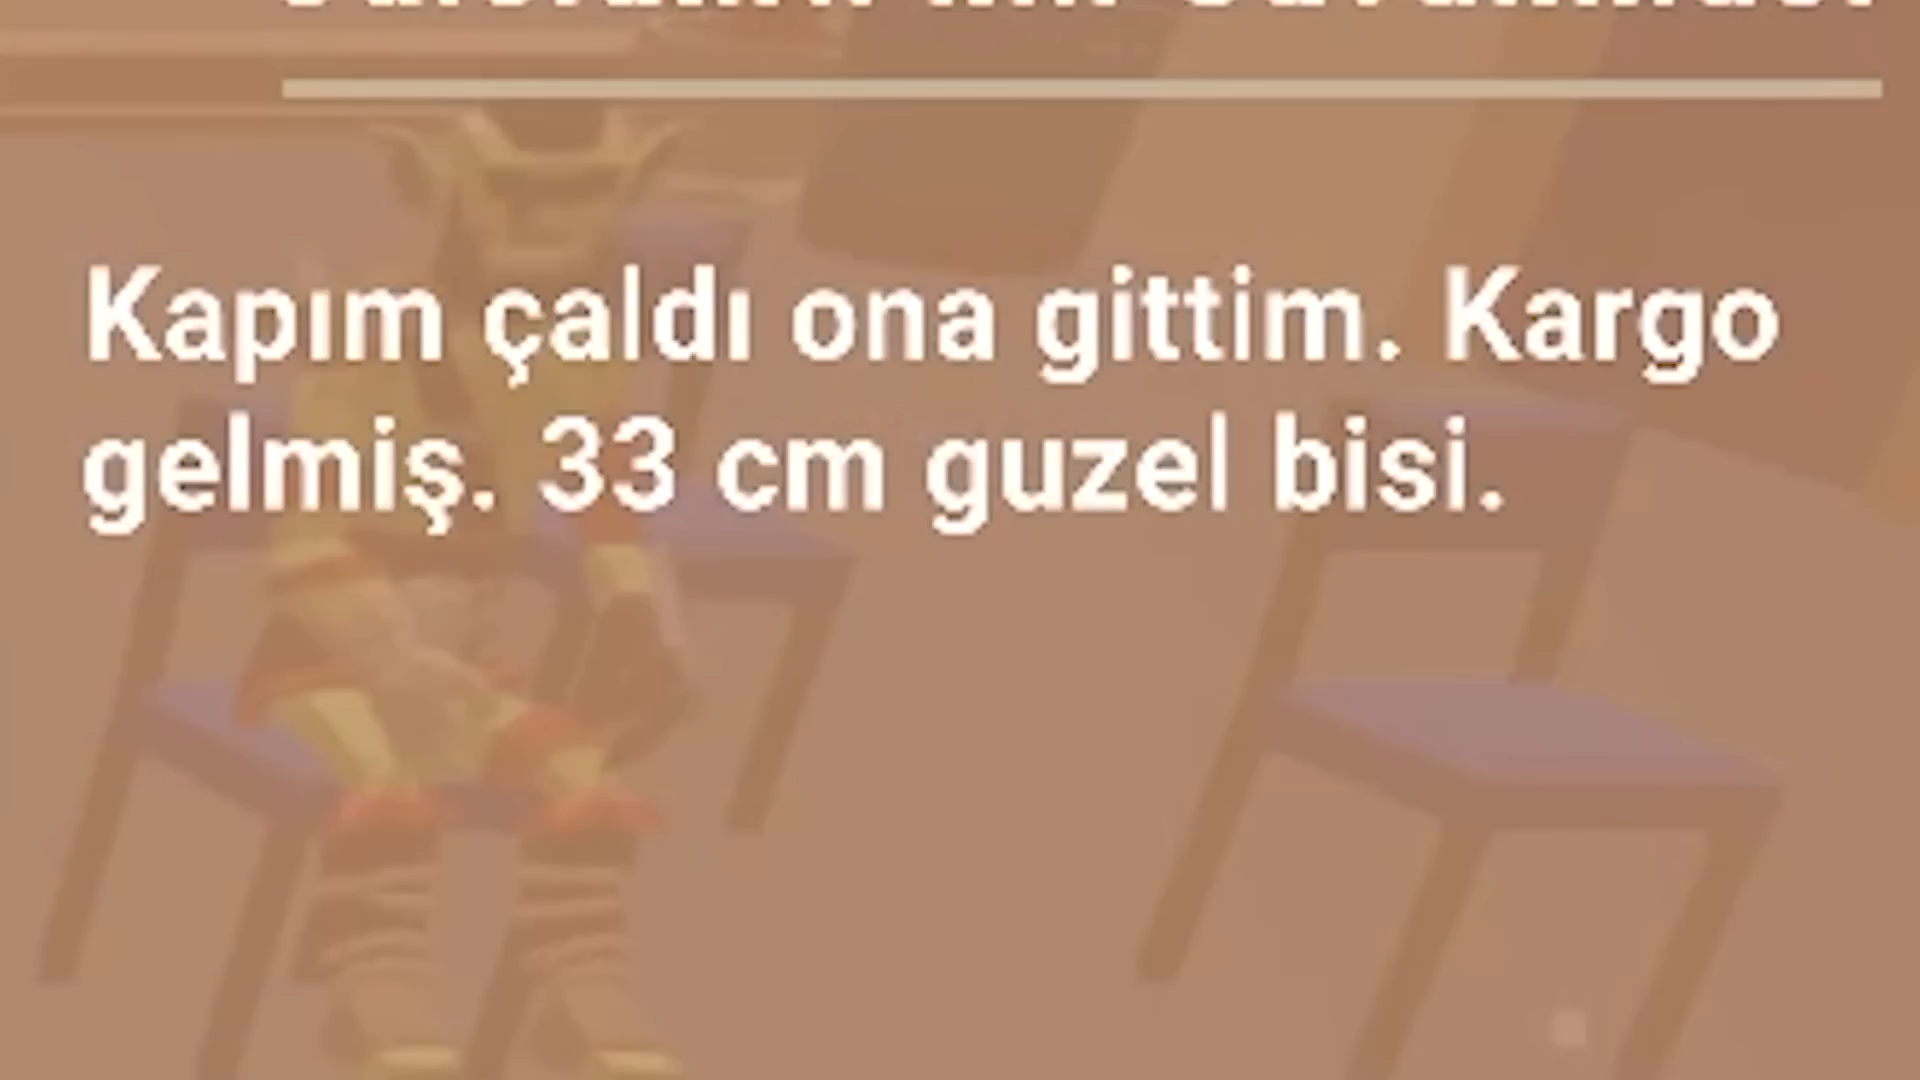 Kapım çaldı ona gittim. Kargo
gelmiş. 33 cm guzel bisi.